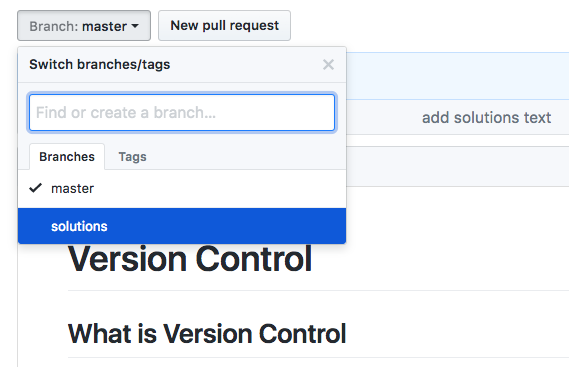 Branch: master
New pull request
Switch branches/tags
Find or create a branch...
add solutions text
Branches
Tags
master
solutions
Version Control
What is Version Control